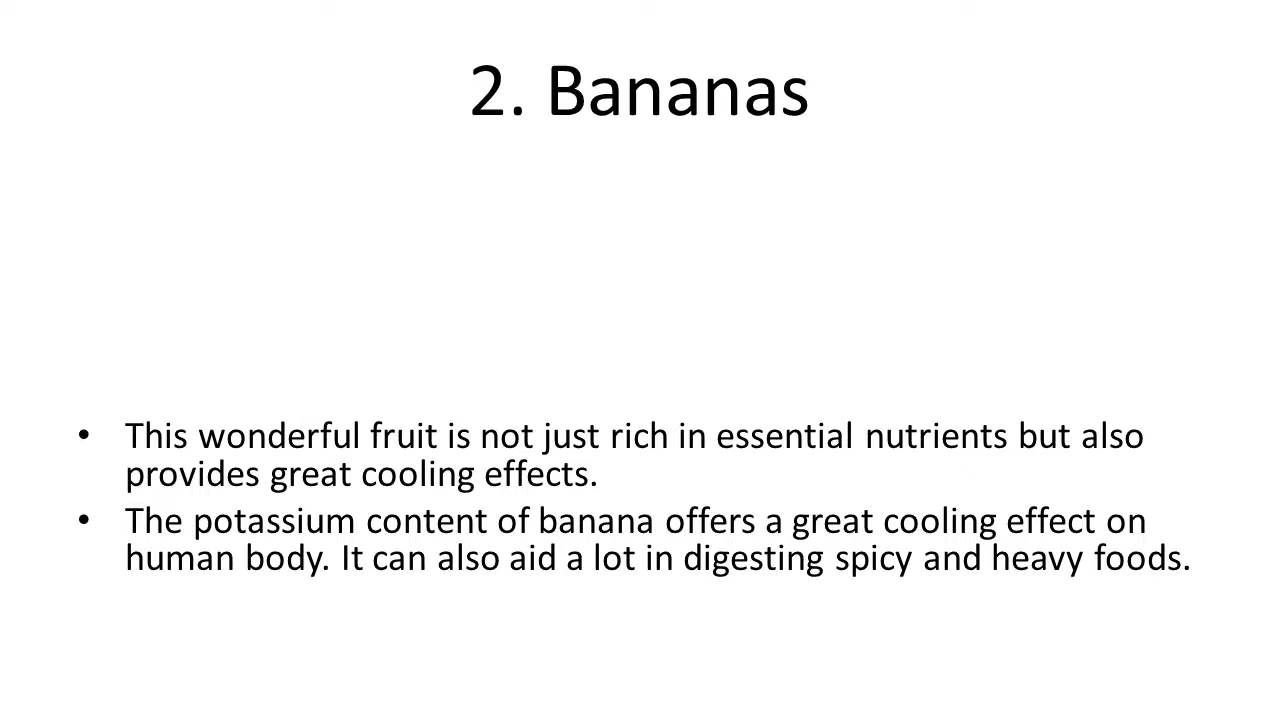 2. Bananas
• This wonderful fruit is not just rich in essential nutrients but also
provides great cooling effects.
• The potassium content of banana offers a great cooling effect on
human body. It can also aid a lot in digesting spicy and heavy foods.